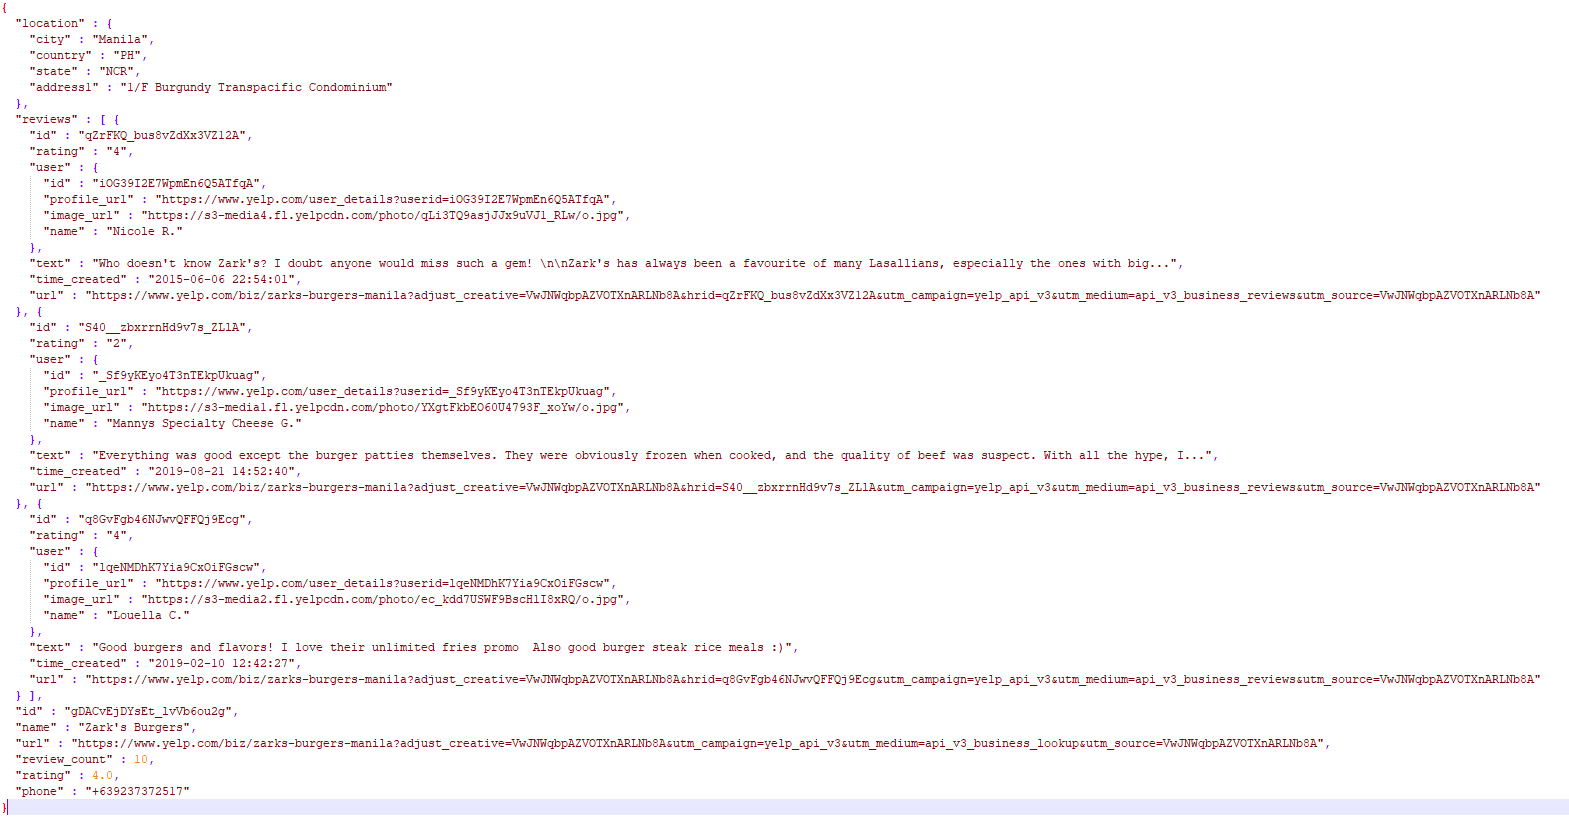 {
"location" : {
"city" : "Manila",
"country" : "PH",
"state" : "NCR",
"address1" : "1/F Burgundy Transpacific Condominium"
},
"reviews" : [ {
"id" : "qZrFKQ_bus8vZdXx3VZ12A",
"rating" : "4",
"user" : {
"id" : "iOG39I2E7WpmEn6Q5ATfqA",
"profile_url" : "https://www.yelp.com/user_details?userid=iOG39I2E7WpmEn6Q5ATfqA",
"image_url" : "https://s3-media4.fl.yelpcdn.com/photo/qLi3TQ9asjJJx9uVJ1_RLw/o.jpg",
"name" : "Nicole R."
},
"text" : "Who doesn't know Zark's? I doubt anyone would miss such a gem! \n\nZark's has always been a favourite of many Lasallians, especially the ones with big...",
"time_created" : "2015-06-06 22:54:01",
"url" : "https://www.yelp.com/biz/zarks-burgers-manila?adjust_creative=VwJNWqbpAZVOTXnARLNb8A&hrid=qZrFKQ_bus8vZdXx3VZ12A&utm_campaign=yelp_api_v3&utm_medium=api_v3_business_reviews&utm_source=VwJNWqbpAZVOTXnARLNb8A"
}, {
"id" : "S40__zbxrrnHd9v7s_ZLlA",
"rating" : "2",
"user" : {
"id" : "_Sf9yKEyo4T3nTEkpUkuag",
"profile_url" : "https://www.yelp.com/user_details?userid=_Sf9yKEyo4T3nTEkpUkuag",
"image_url" : "https://s3-media1.fl.yelpcdn.com/photo/YXgtFkbEO60U4793F_xoYw/o.jpg",
"name" : "Mannys Specialty Cheese G."
},
"text" : "Everything was good except the burger patties themselves. They were obviously frozen when cooked, and the quality of beef was suspect. With all the hype, I...",
"time_created" : "2019-08-21 14:52:40",
"url" : "https://www.yelp.com/biz/zarks-burgers-manila?adjust_creative=VwJNWqbpAZVOTXnARLNb8A&hrid=S40__zbxrrnHd9v7s_ZLlA&utm_campaign=yelp_api_v3&utm_medium=api_v3_business_reviews&utm_source=VwJNWqbpAZVOTXnARLNb8A"
}, {
"id" : "q8GvFgb46NJwvQFFQj9Ecg",
"rating" : "4",
"user" : {
"id" : "lqeNMDhK7Yia9CxOiFGscw",
"profile_url" : "https://www.yelp.com/user_details?userid=lqeNMDhK7Yia9CxOiFGscw",
"image_url" : "https://s3-media2.fl.yelpcdn.com/photo/ec_kdd7USWF9BscHlI8xRQ/o.jpg",
"name" : "Louella C."
},
"text" : "Good burgers and flavors! I love their unlimited fries promo  Also good burger steak rice meals :)",
"time_created" : "2019-02-10 12:42:27",
"url" : "https://www.yelp.com/biz/zarks-burgers-manila?adjust_creative=VwJNWqbpAZVOTXnARLNb8A&hrid=q8GvFgb46NJwvQFFQj9Ecg&utm_campaign=yelp_api_v3&utm_medium=api_v3_business_reviews&utm_source=VwJNWqbpAZVOTXnARLNb8A"
} ],
"id" : "gDACvEjDYsEt_lvVb6ou2g",
"name" : "Zark's Burgers",
"url" : "https://www.yelp.com/biz/zarks-burgers-manila?adjust_creative=VwJNWqbpAZVOTXnARLNb8A&utm_campaign=yelp_api_v3&utm_medium=api_v3_business_lookup&utm_source=VwJNWqbpAZVOTXnARLNb8A",
"review_count" : 10,
"rating" : 4.0,
"phone" : "+639237372517"
}